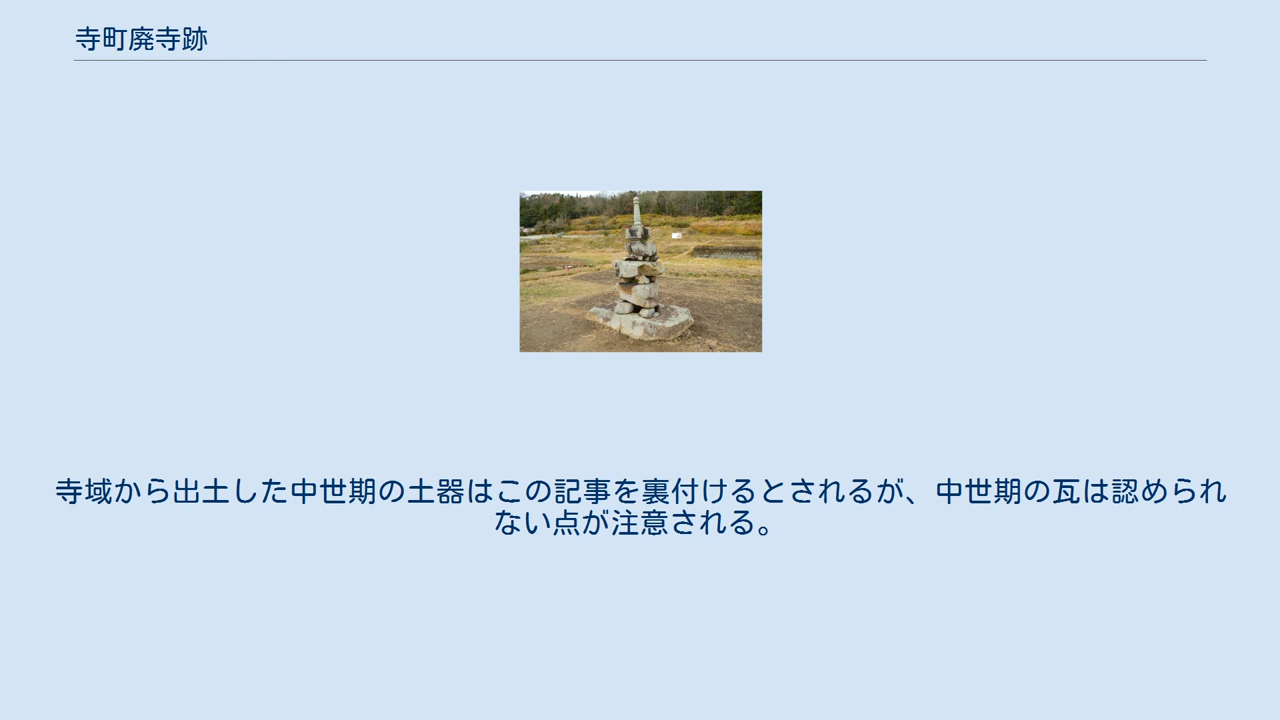 寺町廃寺跡
寺域から出土した中世期の土器はこの記事を裏付けるとされるが、中世期の瓦は認められ
ない点が注意される。